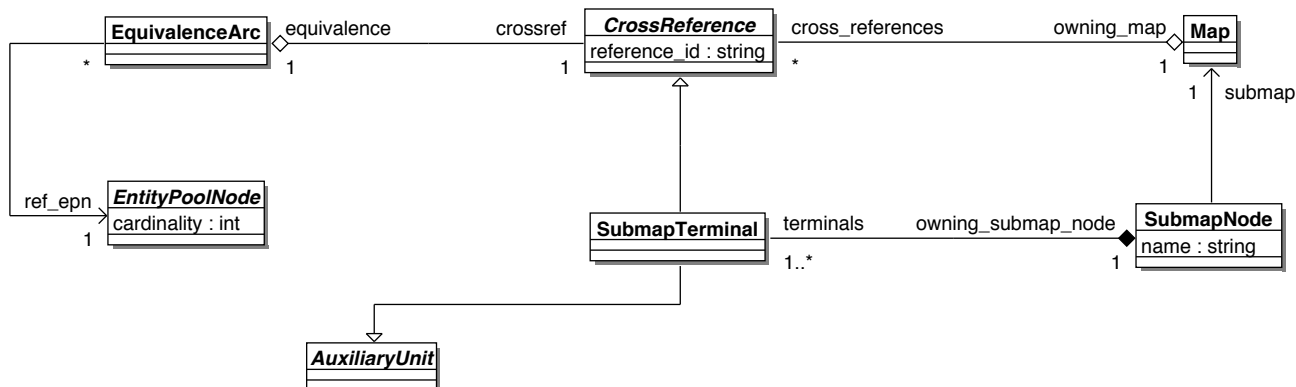 EquivalenceArc
equivalence
crossref
CrossReference
reference_id : string
cross_references
owning_map
Map
*
1
1
*
1
1
submap
ref_epn
1
EntityPoolNode
cardinality : int
SubmapTerminal
terminals
owning_submap_node
SubmapNode
name : string
1..*
1
AuxiliaryUnit